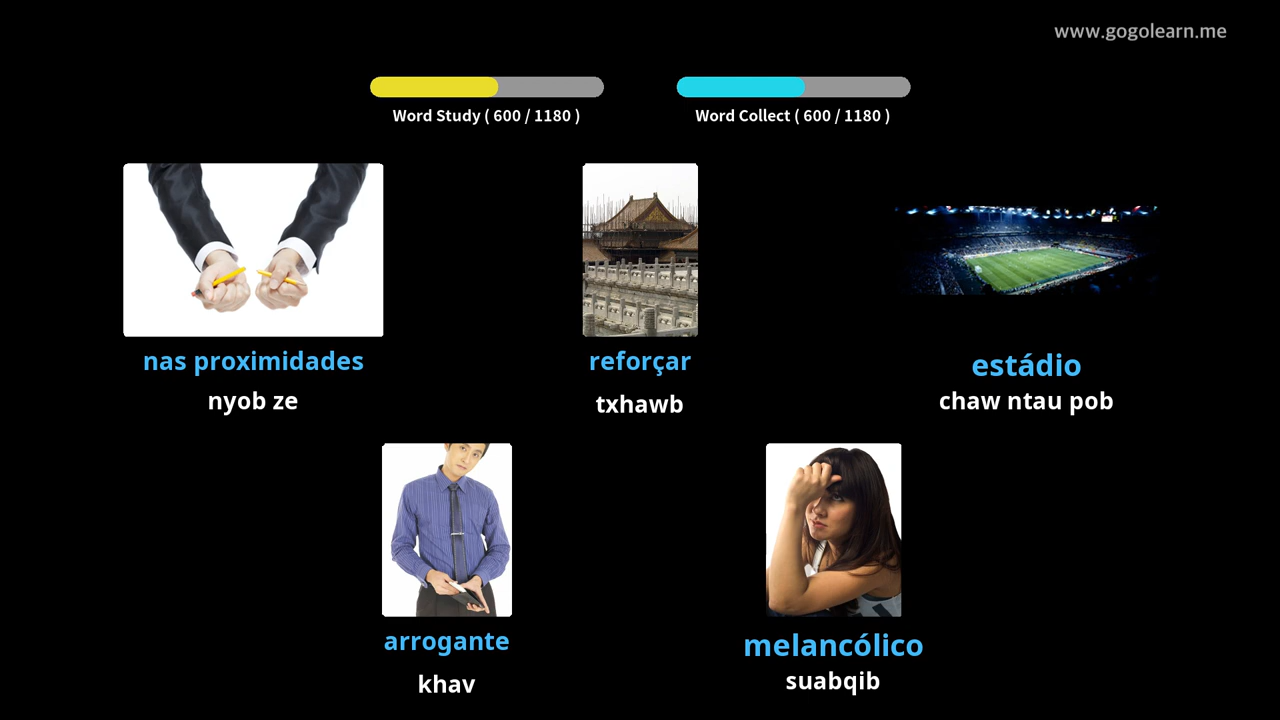 www.gogolearn.me
Word Study ( 600 / 1180 )
Word Collect ( 600 / 1180 )
nas proximidades
nyob ze
reforçar
txhawb
estádio
chaw ntau pob
arrogante
khav
melancólico
suabqib